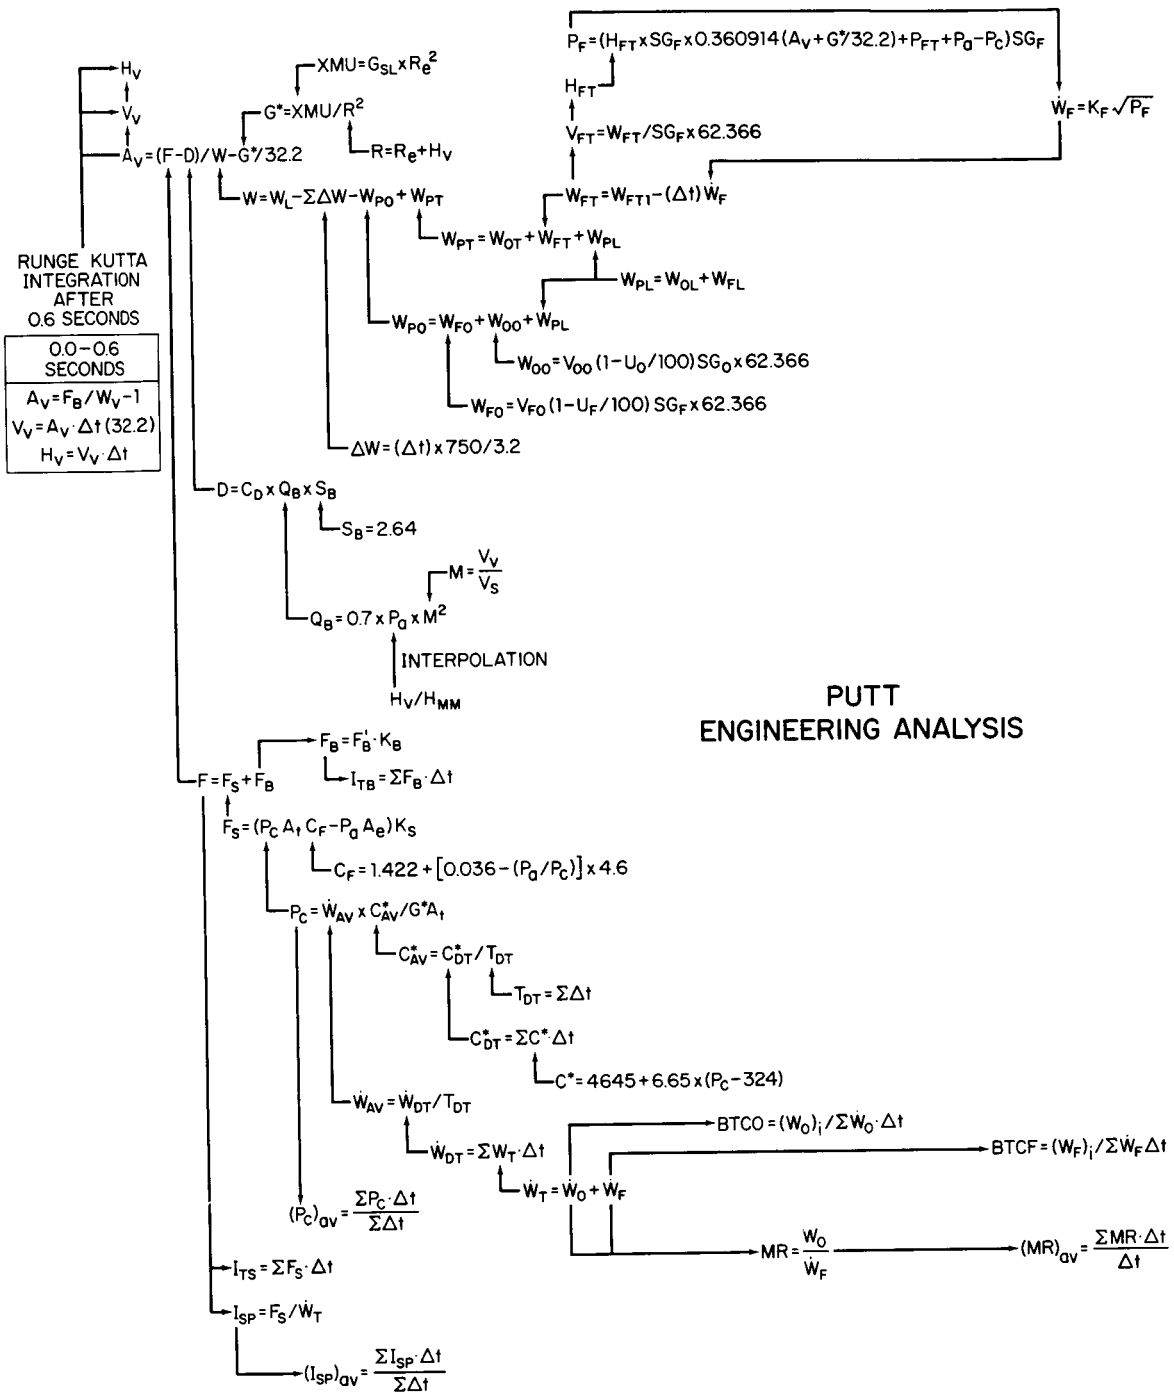 P_F=(H_FT x SG_F x 0.360914 (A_V+G*/32.2)+P_FT+P_a-P_C) SG_F
XMU=G_SL x R_e^2
H_V
H_FT
G*=XMU/R^2
V_V
Ẇ_F=K_F √P_F
V_FT=W_FT/SG_F x 62.366
A_V=(F-D)/W-G*/32.2
R=R_e+H_V
W=W_L-ΣΔW-W_PO+W_PT
W_FT=W_FTI-(Δt) Ẇ_F
W_PT=W_OT+W_FT+W_PL
RUNGE KUTTA
INTEGRATION
AFTER
0.6 SECONDS
W_PL=W_OL+W_FL
W_PO=W_FO+W_OO+W_PL
0.0-0.6
SECONDS
W_OO=V_OO (1-U_O/100) SG_O x 62.366
A_V=F_B/W_V-1
W_FO=V_FO (1-U_F/100) SG_F x 62.366
V_V=A_V·Δt (32.2)
H_V=V_V·Δt
ΔW=(Δt) x 750/3.2
D=C_D x Q_B x S_B
S_B=2.64
M=V_V/V_S
Q_B=0.7 x P_a x M^2
INTERPOLATION
H_V/H_MM
PUTT
ENGINEERING ANALYSIS
F_B=F'_B·K_B
F=F_S+F_B
I_TB=ΣF_B·Δt
F_S=(P_C A_t C_F-P_a A_e) K_S
C_F=1.422+[0.036-(P_a/P_C)] x 4.6
P_C=Ẇ_AV x C*_AV/G*A_t
C*_AV=C*_DT/T_DT
T_DT=ΣΔt
C*_DT=ΣC*·Δt
C*=4645+6.65 x (P_C-324)
Ẇ_AV=Ẇ_DT/T_DT
BTCO=(W_O)_i/ΣẆ_O·Δt
Ẇ_DT=ΣẆ_T·Δt
BTCF=(W_F)_i/ΣẆ_F Δt
Ẇ_T=Ẇ_O+Ẇ_F
(P_C)_av=ΣP_C·Δt/ΣΔt
MR=Ẇ_O/Ẇ_F
(MR)_av=ΣMR·Δt/Δt
I_TS=ΣF_S·Δt
I_SP=F_S/Ẇ_T
(I_SP)_av=ΣI_SP·Δt/ΣΔt